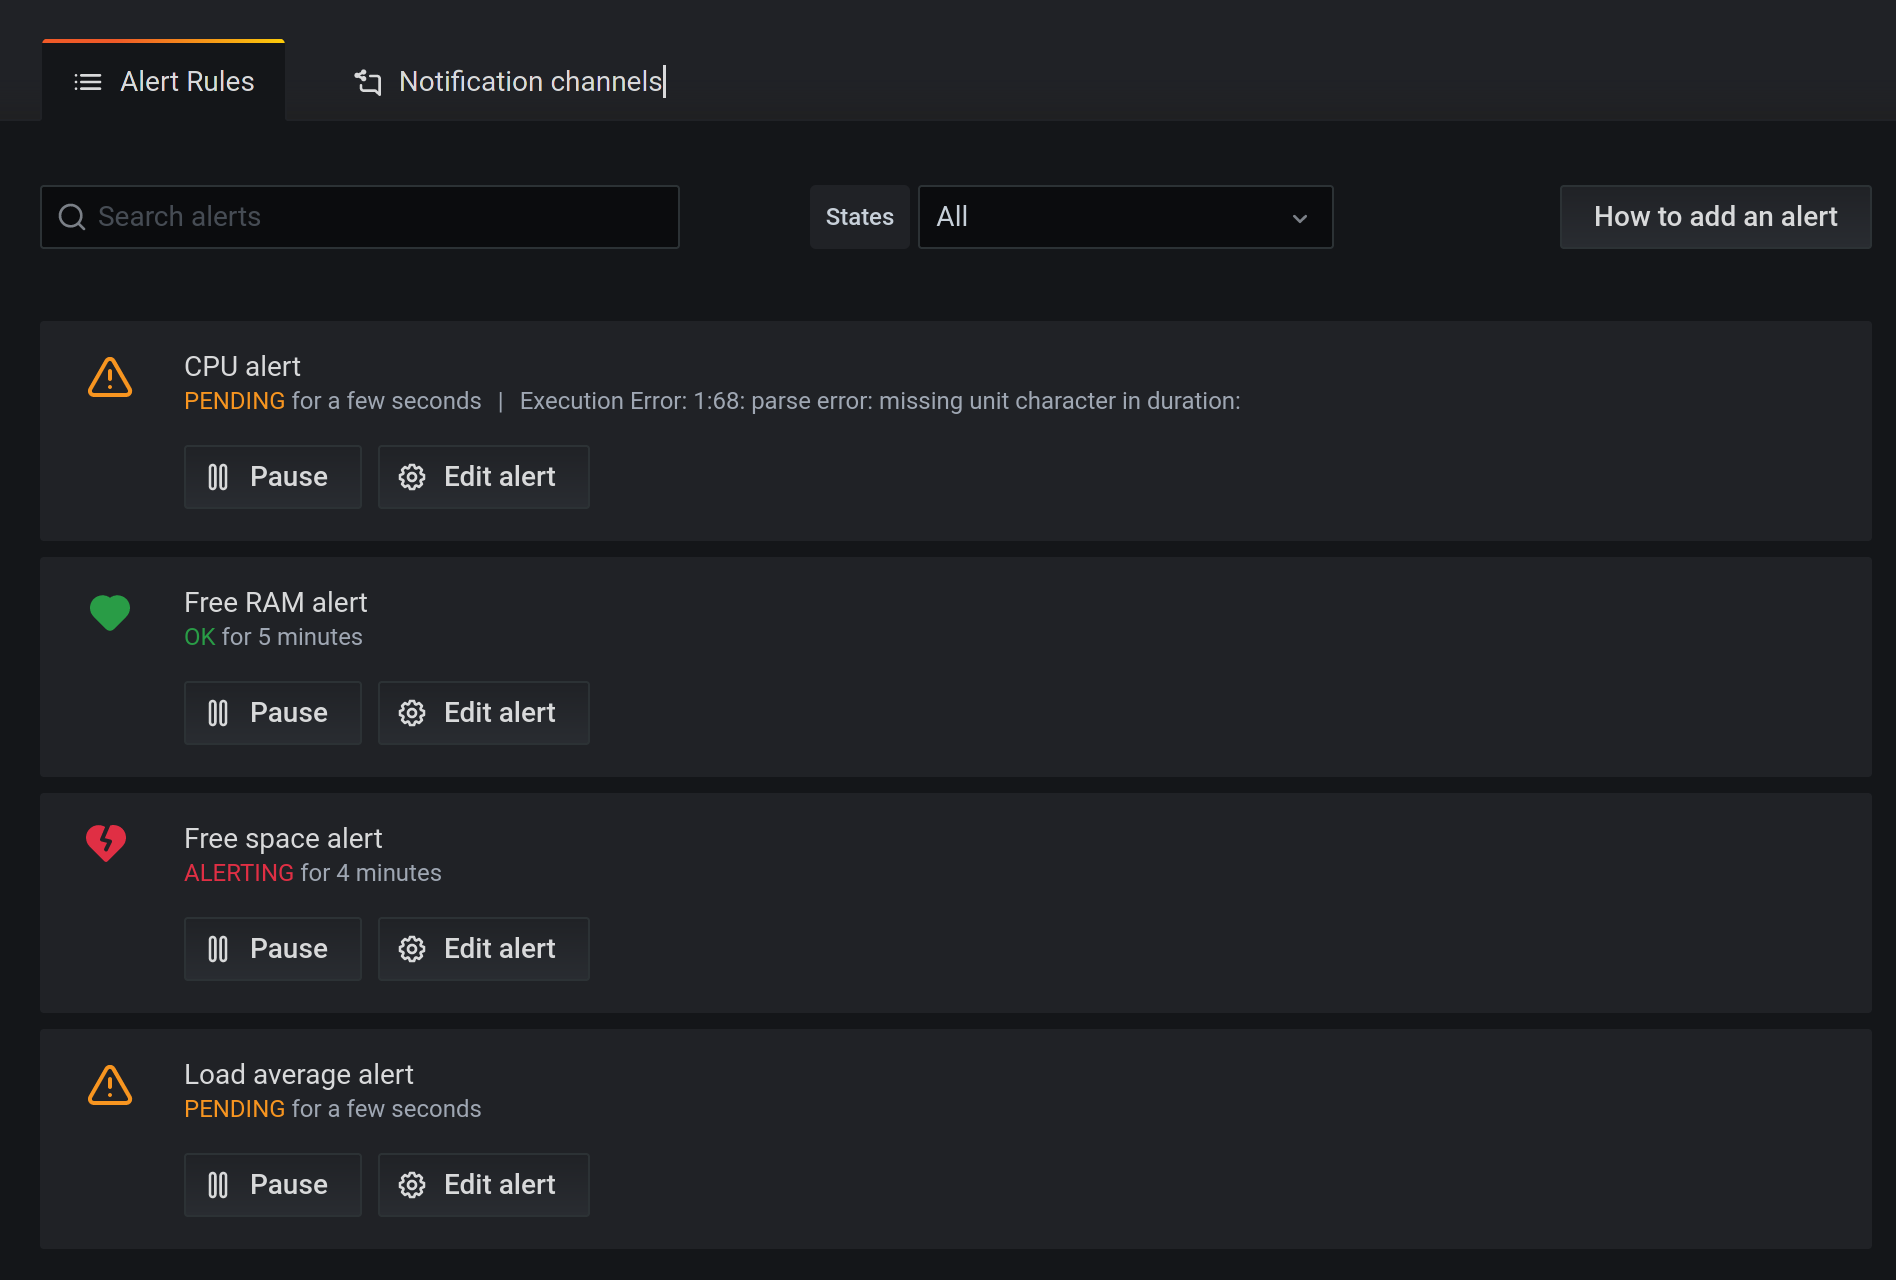 Alert Rules Notification channels
Search alerts States All How to add an alert
CPU alert
PENDING for a few seconds | Execution Error: 1:68: parse error: missing unit character in duration:
Pause Edit alert
Free RAM alert
OK for 5 minutes
Pause Edit alert
Free space alert
ALERTING for 4 minutes
Pause Edit alert
Load average alert
PENDING for a few seconds
Pause Edit alert